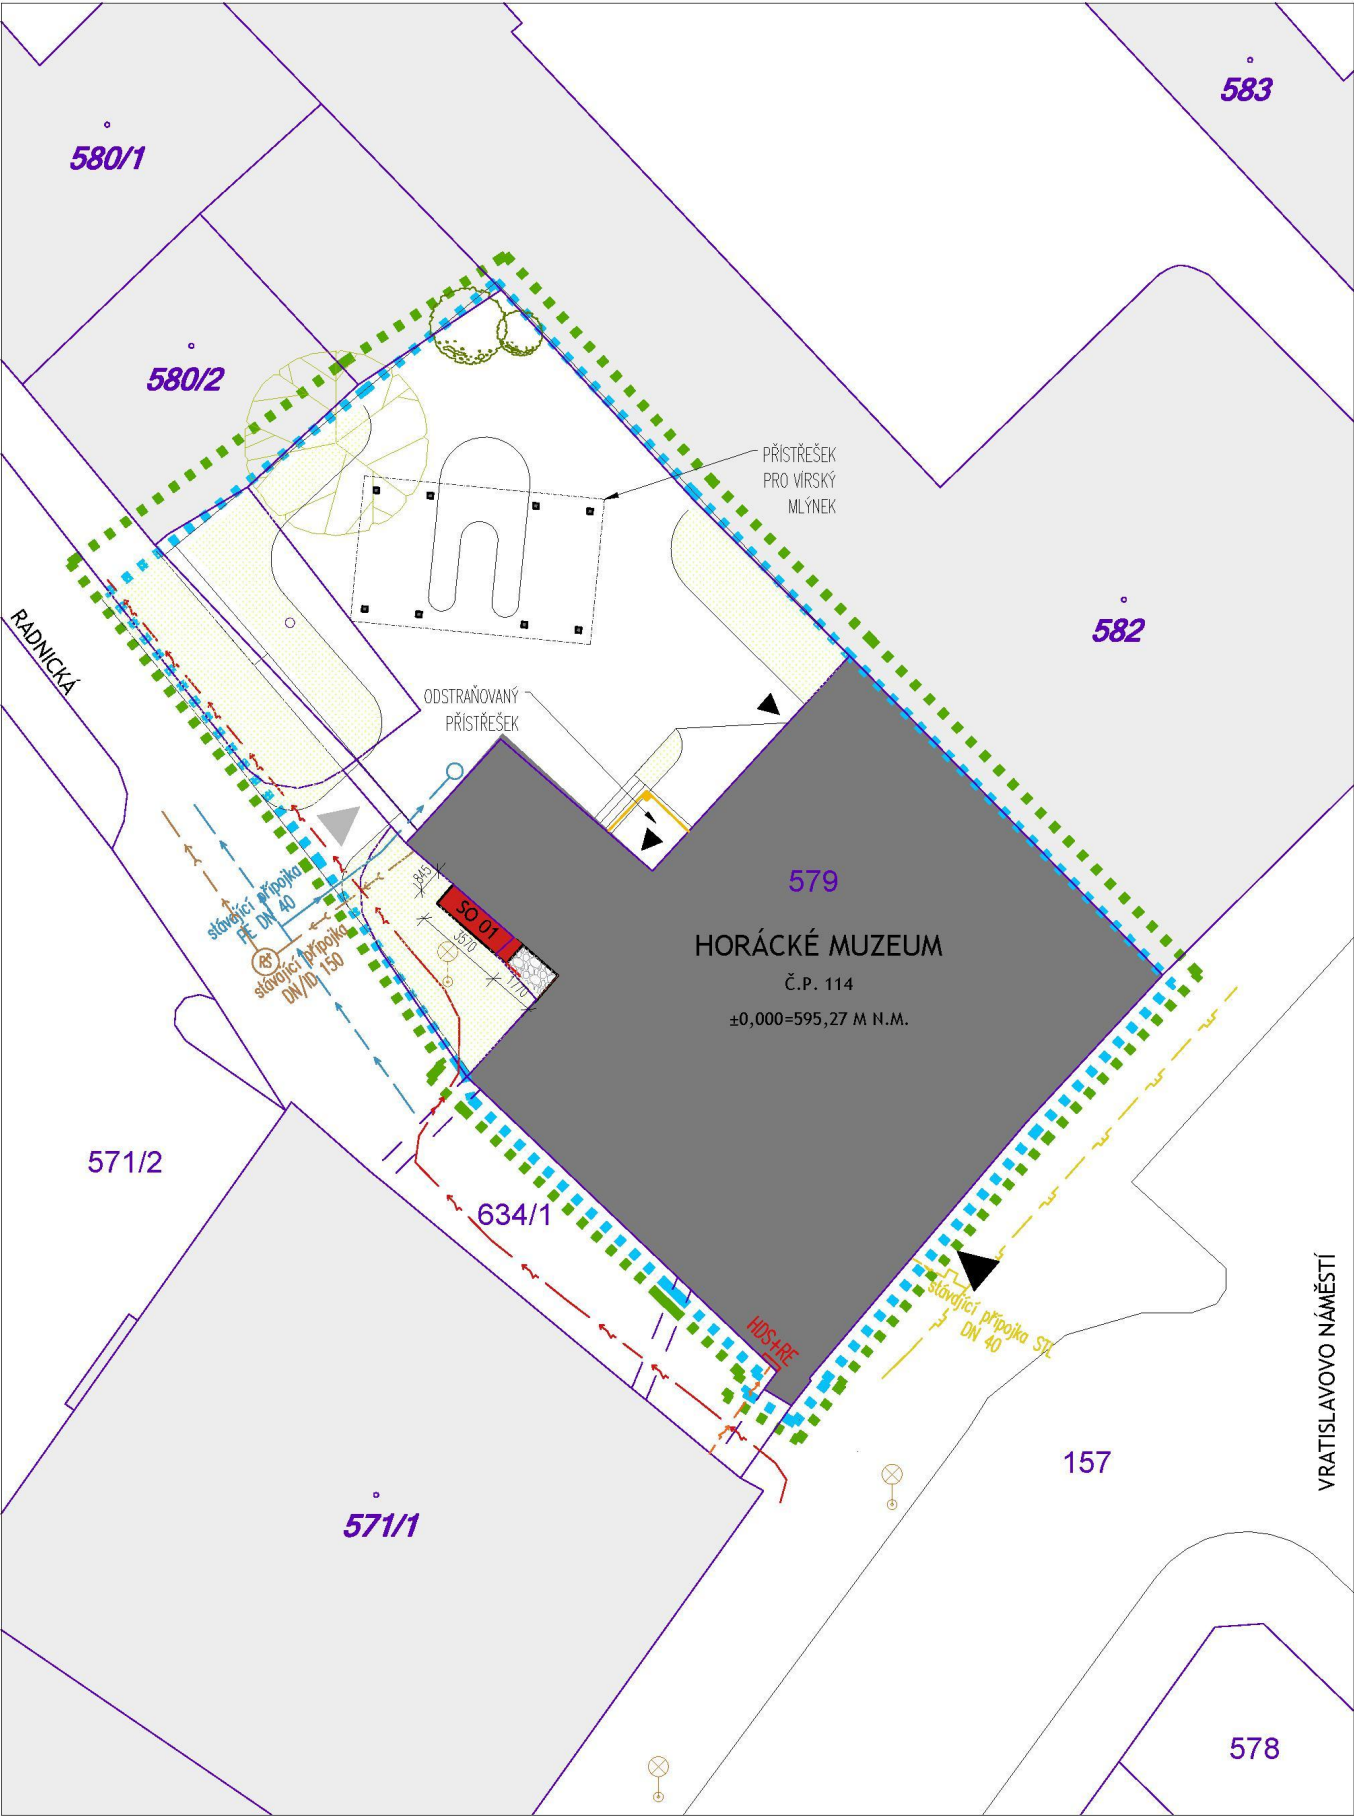 583
580/1
580/2
PŘÍSTŘEŠEK
PRO VÍRSKÝ
MLÝNEK
582
RADNICKÁ
ODSTRAŇOVANÝ
PŘÍSTŘEŠEK
845
SO 01
3570
1770
579
HORÁCKÉ MUZEUM
Č.P. 114
±0,000=595,27 M N.M.
stávající přípojka
PE DN 40
RŠ
stávající přípojka
DN/ID 150
571/2
634/1
HDS+RE
stávající přípojka STL
DN 40
VRATISLAVOVO NÁMĚSTÍ
157
571/1
578